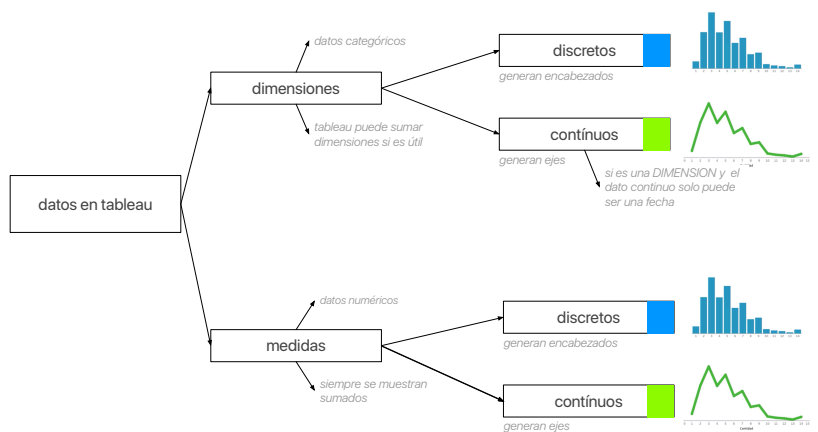 datos categóricos
discretos
dimensiones
generan encabezados
tableau puede sumar
dimensiones si es útil
contínuos
generan ejes
si es una DIMENSION y el
dato continuo solo puede
ser una fecha
datos en tableau
datos numéricos
discretos
medidas
generan encabezados
siempre se muestran
sumados
contínuos
generan ejes